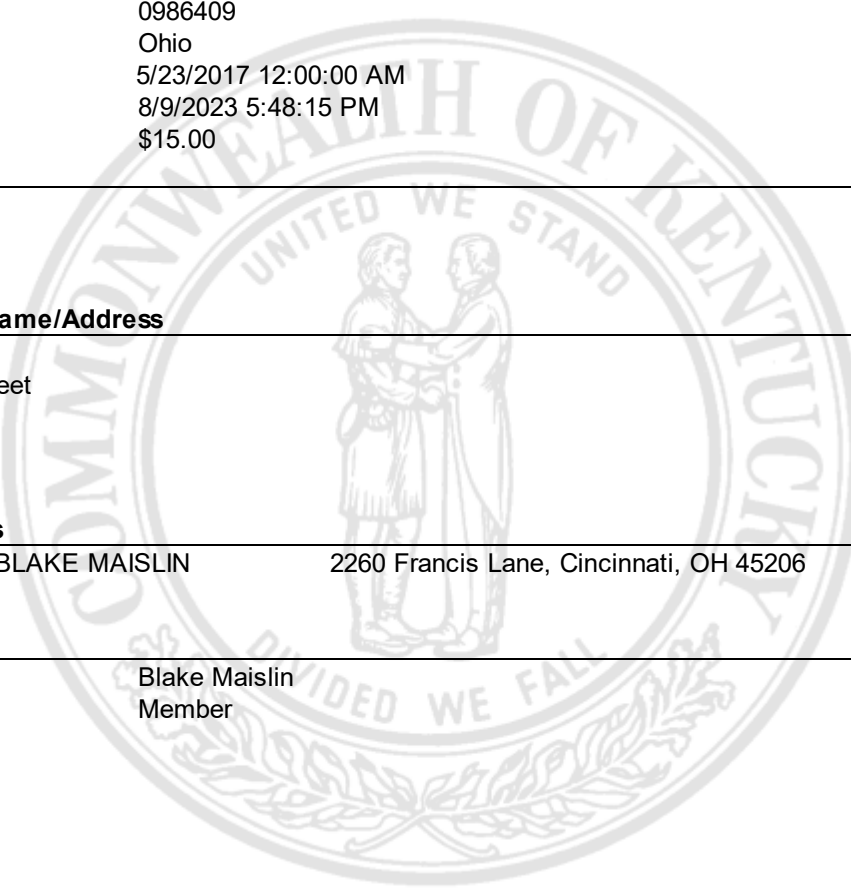 0986409
Ohio
5/23/2017 12:00:00 AM
8/9/2023 5:48:15 PM
$15.00
COMMONWEALTH OF KENTUCKY
UNITED WE STAND
ame/Address
eet
s
BLAKE MAISLIN 2260 Francis Lane, Cincinnati, OH 45206
DIVIDED WE FALL
Blake Maislin
Member